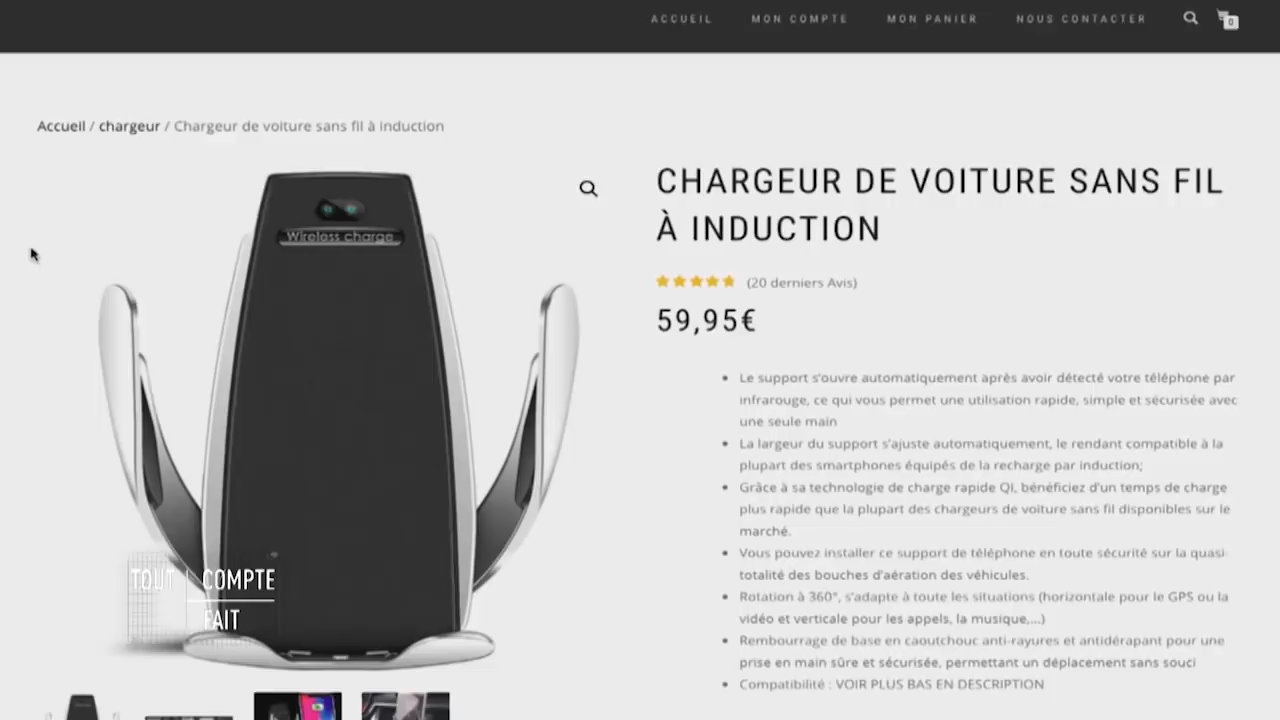 ACCUEIL
MON COMPTE
MON PANIER
NOUS CONTACTER
0
Accueil / chargeur / Chargeur de voiture sans fil à induction
Wireless charge
CHARGEUR DE VOITURE SANS FIL
À INDUCTION
(20 derniers Avis)
59,95€
Le support s'ouvre automatiquement après avoir détecté votre téléphone par
infrarouge, ce qui vous permet une utilisation rapide, simple et sécurisée avec
une seule main
La largeur du support s'ajuste automatiquement, le rendant compatible à la
plupart des smartphones équipés de la recharge par induction;
Grâce à sa technologie de charge rapide QI, bénéficiez d'un temps de charge
plus rapide que la plupart des chargeurs de voiture sans fil disponibles sur le
marché.
Vous pouvez installer ce support de téléphone en toute sécurité sur la quasi-
totalité des bouches d'aération des véhicules.
Rotation à 360°, s'adapte à toute les situations (horizontale pour le GPS ou la
vidéo et verticale pour les appels, la musique,...)
Rembourrage de base en caoutchouc anti-rayures et antidérapant pour une
prise en main sûre et sécurisée, permettant un déplacement sans souci
Compatibilité : VOIR PLUS BAS EN DESCRIPTION
TOUT COMPTE
FAIT